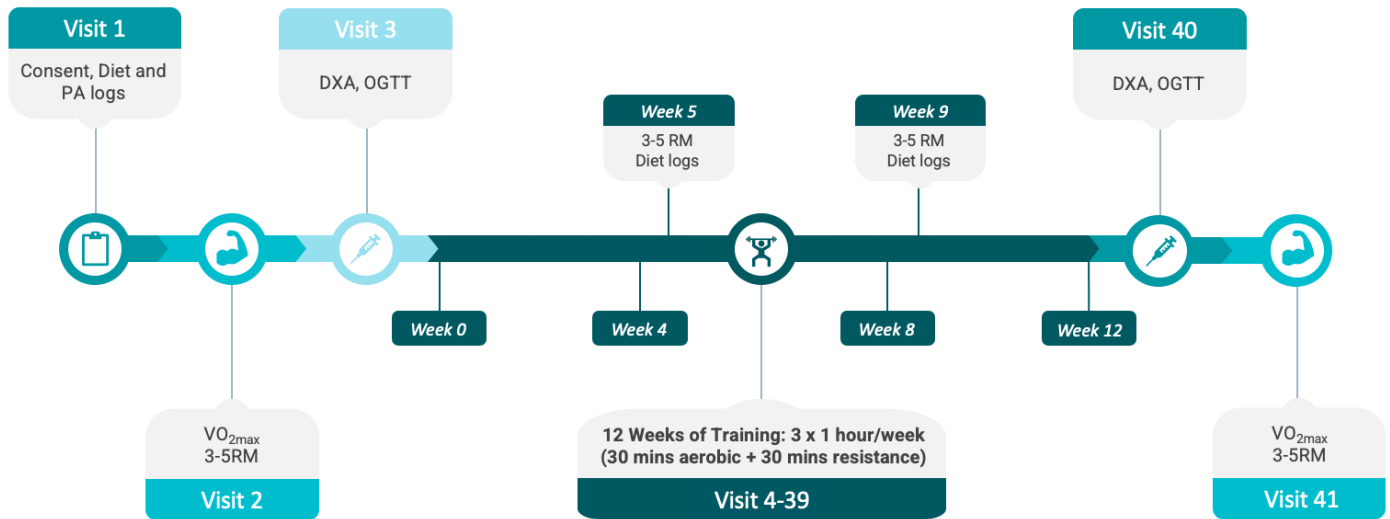 Visit 1
Consent, Diet and
PA logs
Visit 3
DXA, OGTT
Week 5
3-5 RM
Diet logs
Week 9
3-5 RM
Diet logs
Visit 40
DXA, OGTT
Week 0
Week 4
Week 8
Week 12
VO2max
3-5RM
Visit 2
12 Weeks of Training: 3 x 1 hour/week
(30 mins aerobic + 30 mins resistance)
Visit 4-39
VO2max
3-5RM
Visit 41